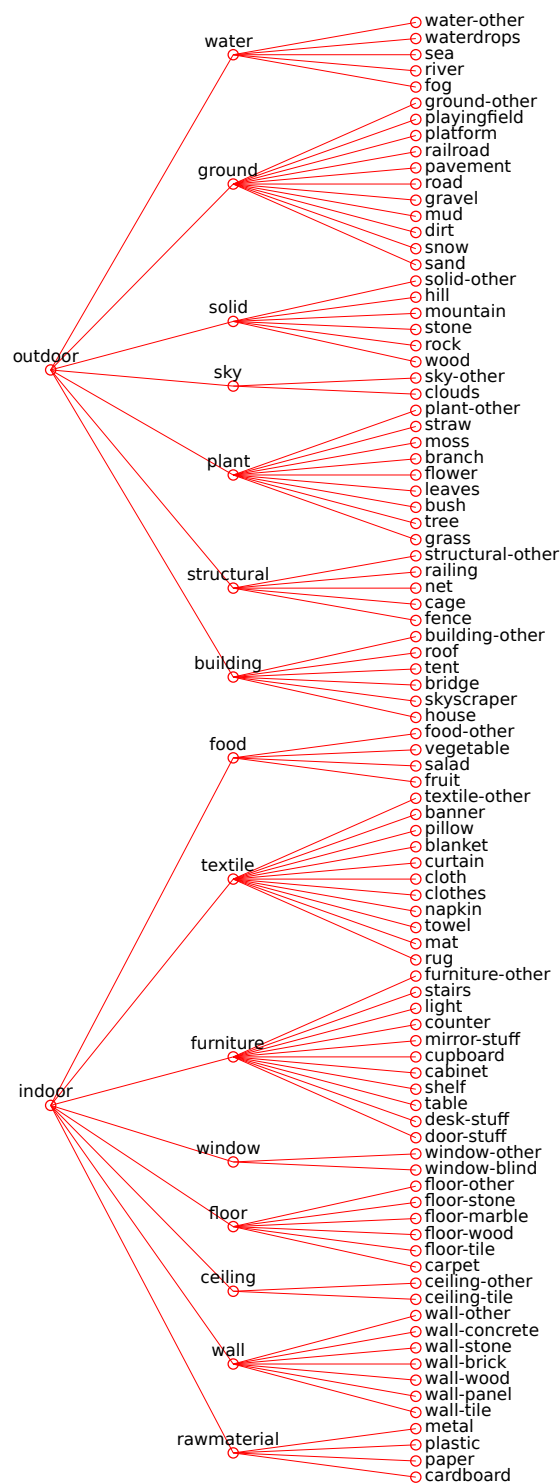 water-other
water
waterdrops
sea
river
fog
ground-other
playingfield
platform
railroad
ground
pavement
road
gravel
mud
dirt
snow
sand
solid-other
hill
solid
mountain
stone
rock
outdoor
wood
sky
sky-other
clouds
plant-other
straw
moss
branch
plant
flower
leaves
bush
tree
grass
structural-other
railing
structural
net
cage
fence
building-other
roof
building
tent
bridge
skyscraper
house
food-other
food
vegetable
salad
fruit
textile-other
banner
pillow
blanket
curtain
textile
cloth
clothes
napkin
towel
mat
rug
furniture-other
stairs
light
counter
mirror-stuff
furniture
cupboard
cabinet
shelf
indoor
table
desk-stuff
door-stuff
window
window-other
window-blind
floor-other
floor-stone
floor
floor-marble
floor-wood
floor-tile
carpet
ceiling
ceiling-other
ceiling-tile
wall-other
wall-concrete
wall-stone
wall
wall-brick
wall-wood
wall-panel
wall-tile
metal
rawmaterial
plastic
paper
cardboard